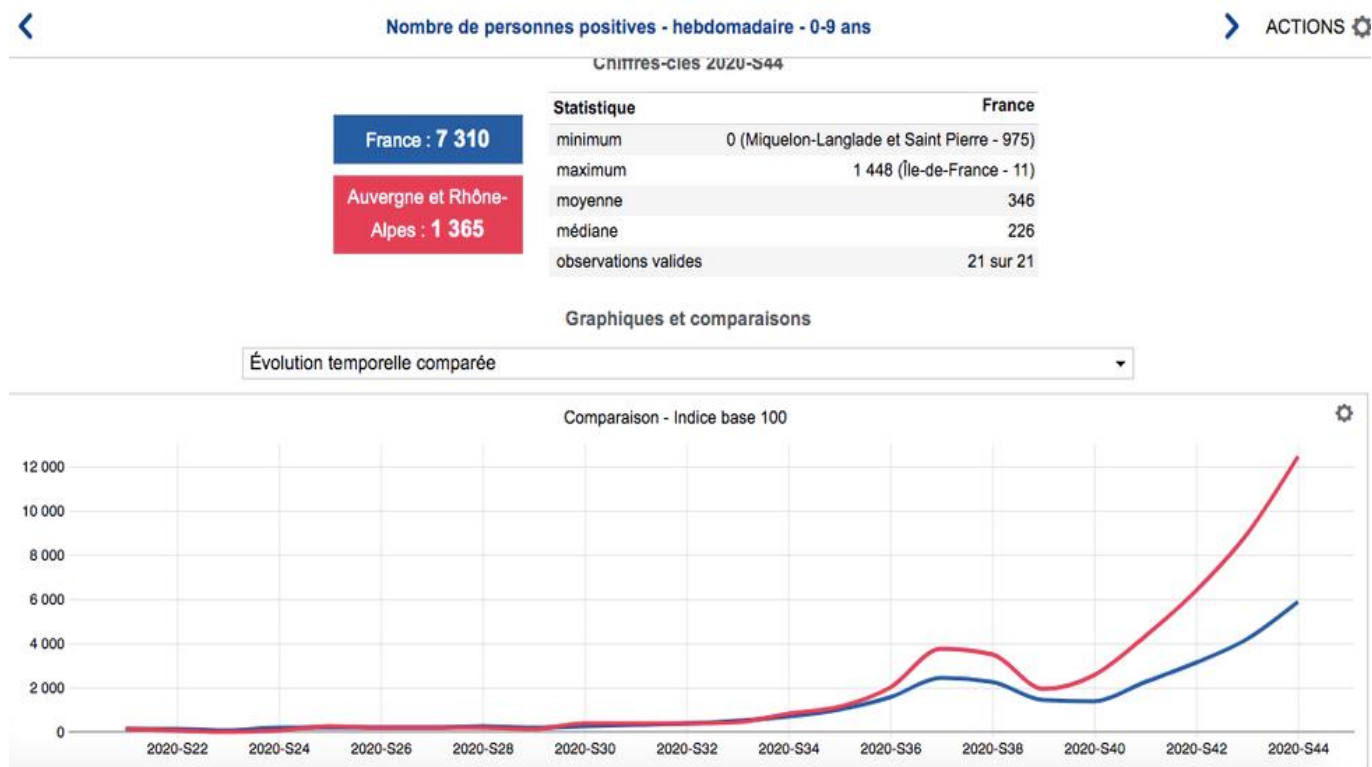 Nombre de personnes positives - hebdomadaire - 0-9 ans
ACTIONS
Chiffres-clés 2020-S44
France : 7 310
Auvergne et Rhône-
Alpes : 1 365
Statistique France
minimum 0 (Miquelon-Langlade et Saint Pierre - 975)
maximum 1 448 (Île-de-France - 11)
moyenne 346
médiane 226
observations valides 21 sur 21
Graphiques et comparaisons
Évolution temporelle comparée
Comparaison - Indice base 100
12 000
10 000
8 000
6 000
4 000
2 000
0
2020-S22 2020-S24 2020-S26 2020-S28 2020-S30 2020-S32 2020-S34 2020-S36 2020-S38 2020-S40 2020-S42 2020-S44